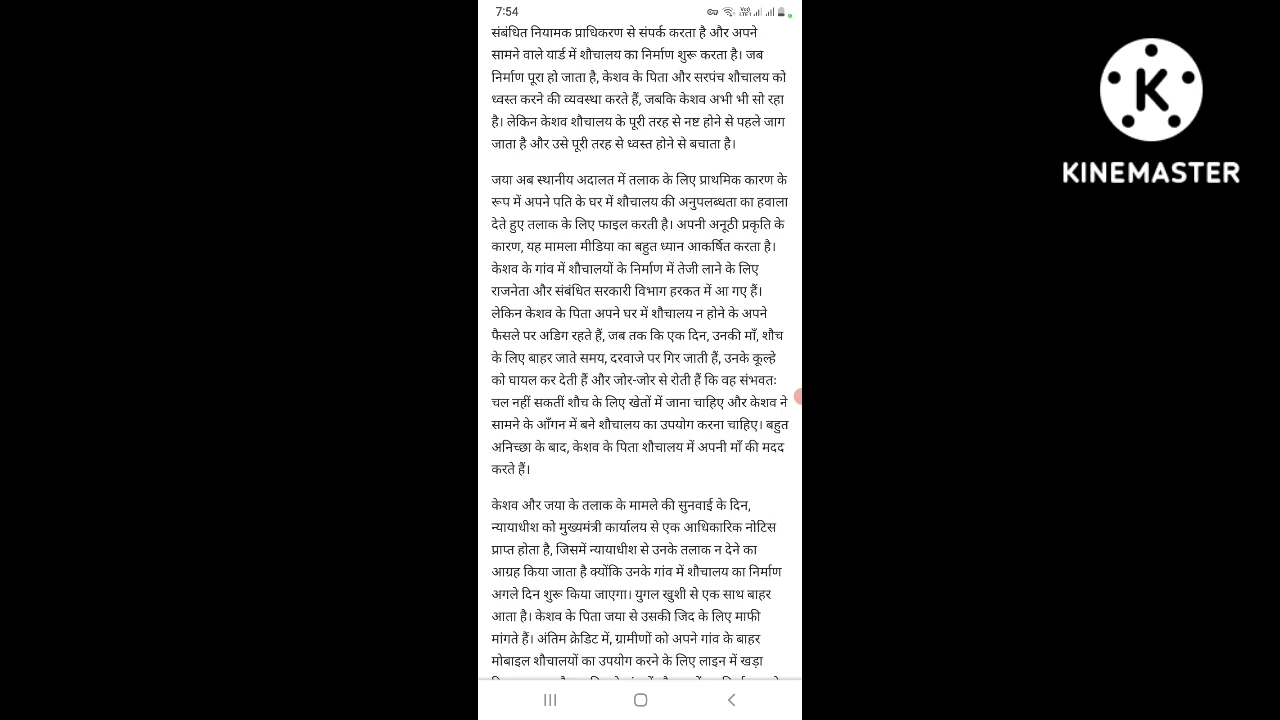 7:54
संबंधित नियामक प्राधिकरण से संपर्क करता है और अपने
सामने वाले यार्ड में शौचालय का निर्माण शुरू करता है। जब
निर्माण पूरा हो जाता है, केशव के पिता और सरपंच शौचालय को
ध्वस्त करने की व्यवस्था करते हैं, जबकि केशव अभी भी सो रहा
है। लेकिन केशव शौचालय के पूरी तरह से नष्ट होने से पहले जाग
जाता है और उसे पूरी तरह से ध्वस्त होने से बचाता है।
जया अब स्थानीय अदालत में तलाक के लिए प्राथमिक कारण के
रूप में अपने पति के घर में शौचालय की अनुपलब्धता का हवाला
देते हुए तलाक के लिए फाइल करती है। अपनी अनूठी प्रकृति के
कारण, यह मामला मीडिया का बहुत ध्यान आकर्षित करता है।
केशव के गांव में शौचालयों के निर्माण में तेजी लाने के लिए
राजनेता और संबंधित सरकारी विभाग हरकत में आ गए हैं।
लेकिन केशव के पिता अपने घर में शौचालय न होने के अपने
फैसले पर अडिग रहते हैं, जब तक कि एक दिन, उनकी माँ, शौच
के लिए बाहर जाते समय, दरवाजे पर गिर जाती हैं, उनके कूल्हे
को घायल कर देती हैं और जोर-जोर से रोती हैं कि वह संभवतः
चल नहीं सकतीं शौच के लिए खेतों में जाना चाहिए और केशव ने
सामने के आँगन में बने शौचालय का उपयोग करना चाहिए। बहुत
अनिच्छा के बाद, केशव के पिता शौचालय में अपनी माँ की मदद
करते हैं।
केशव और जया के तलाक के मामले की सुनवाई के दिन,
न्यायाधीश को मुख्यमंत्री कार्यालय से एक आधिकारिक नोटिस
प्राप्त होता है, जिसमें न्यायाधीश से उनके तलाक न देने का
आग्रह किया जाता है क्योंकि उनके गांव में शौचालय का निर्माण
अगले दिन शुरू किया जाएगा। युगल खुशी से एक साथ बाहर
आता है। केशव के पिता जया से उसकी जिद के लिए माफी
मांगते हैं। अंतिम क्रेडिट में, ग्रामीणों को अपने गांव के बाहर
मोबाइल शौचालयों का उपयोग करने के लिए लाइन में खड़ा
K
KINEMASTER